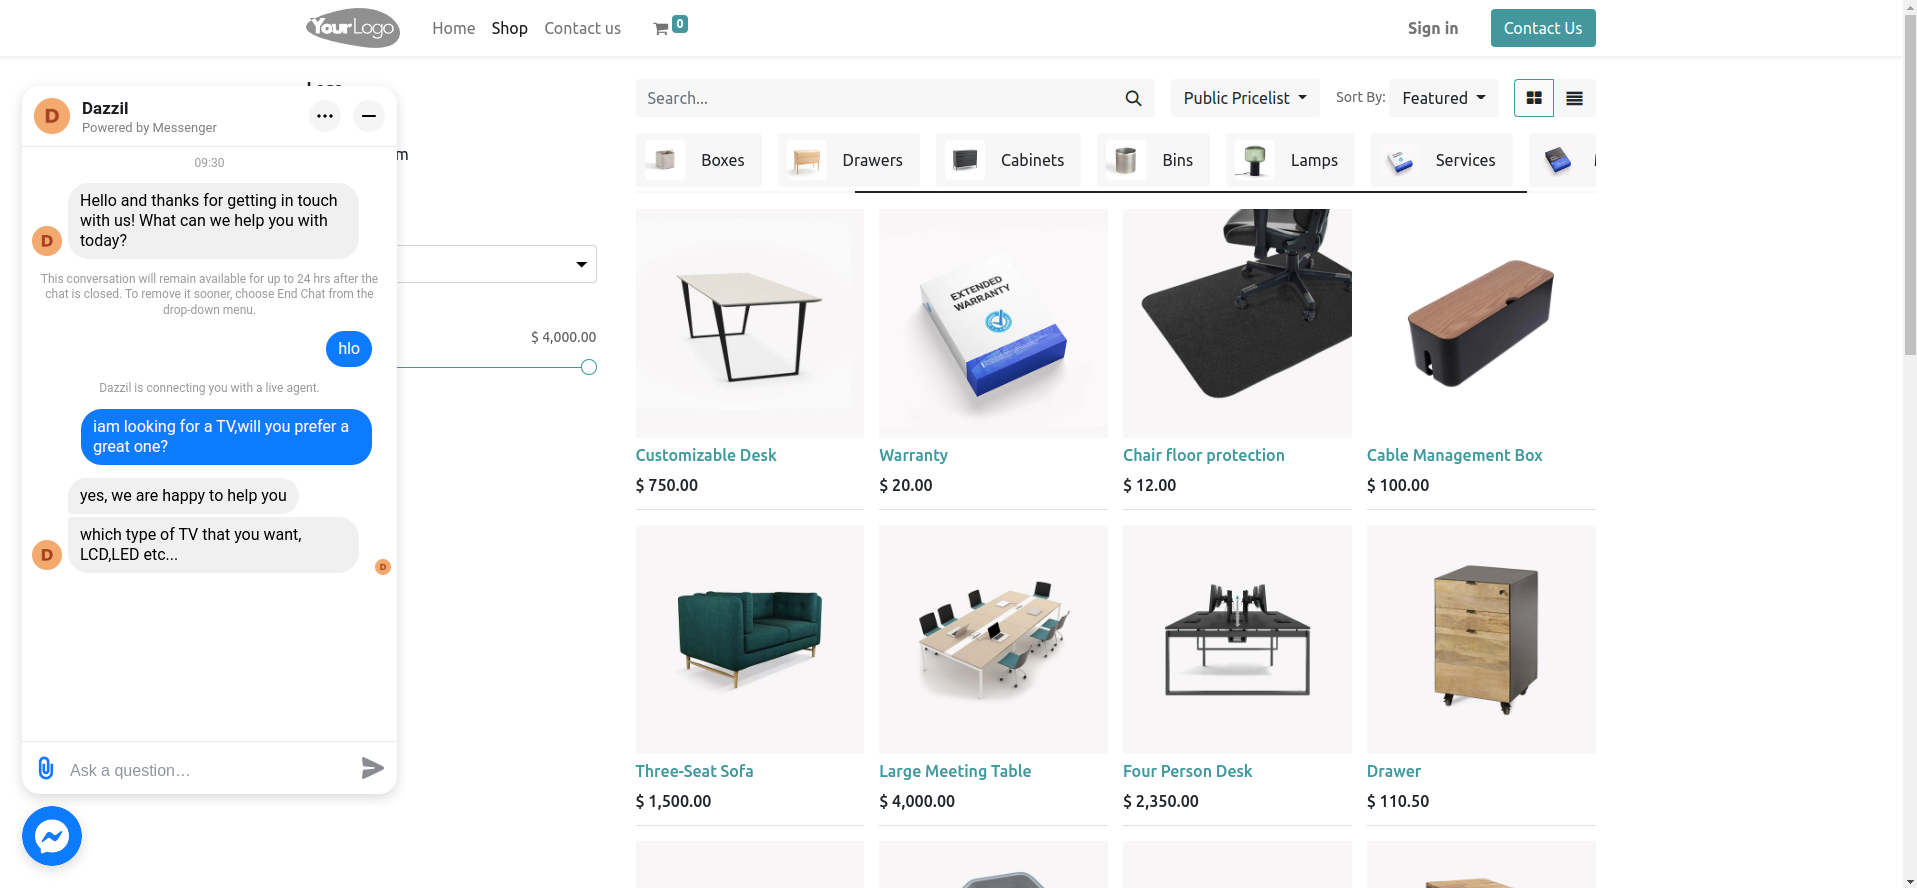 YourLogo
Home
Shop
Contact us
0
Sign in
Contact Us
Search...
Public Pricelist
Sort By:
Featured
Boxes
Drawers
Cabinets
Bins
Lamps
Services
D
Dazzil
Powered by Messenger
09:30
Hello and thanks for getting in touch
with us! What can we help you with
today?
D
This conversation will remain available for up to 24 hrs after the
chat is closed. To remove it sooner, choose End Chat from the
drop-down menu.
hlo
Dazzil is connecting you with a live agent.
iam looking for a TV,will you prefer a
great one?
yes, we are happy to help you
which type of TV that you want,
LCD,LED etc...
D
D
Ask a question…
$ 4,000.00
EXTENDED
WARRANTY
Customizable Desk
$ 750.00
Warranty
$ 20.00
Chair floor protection
$ 12.00
Cable Management Box
$ 100.00
Three-Seat Sofa
$ 1,500.00
Large Meeting Table
$ 4,000.00
Four Person Desk
$ 2,350.00
Drawer
$ 110.50